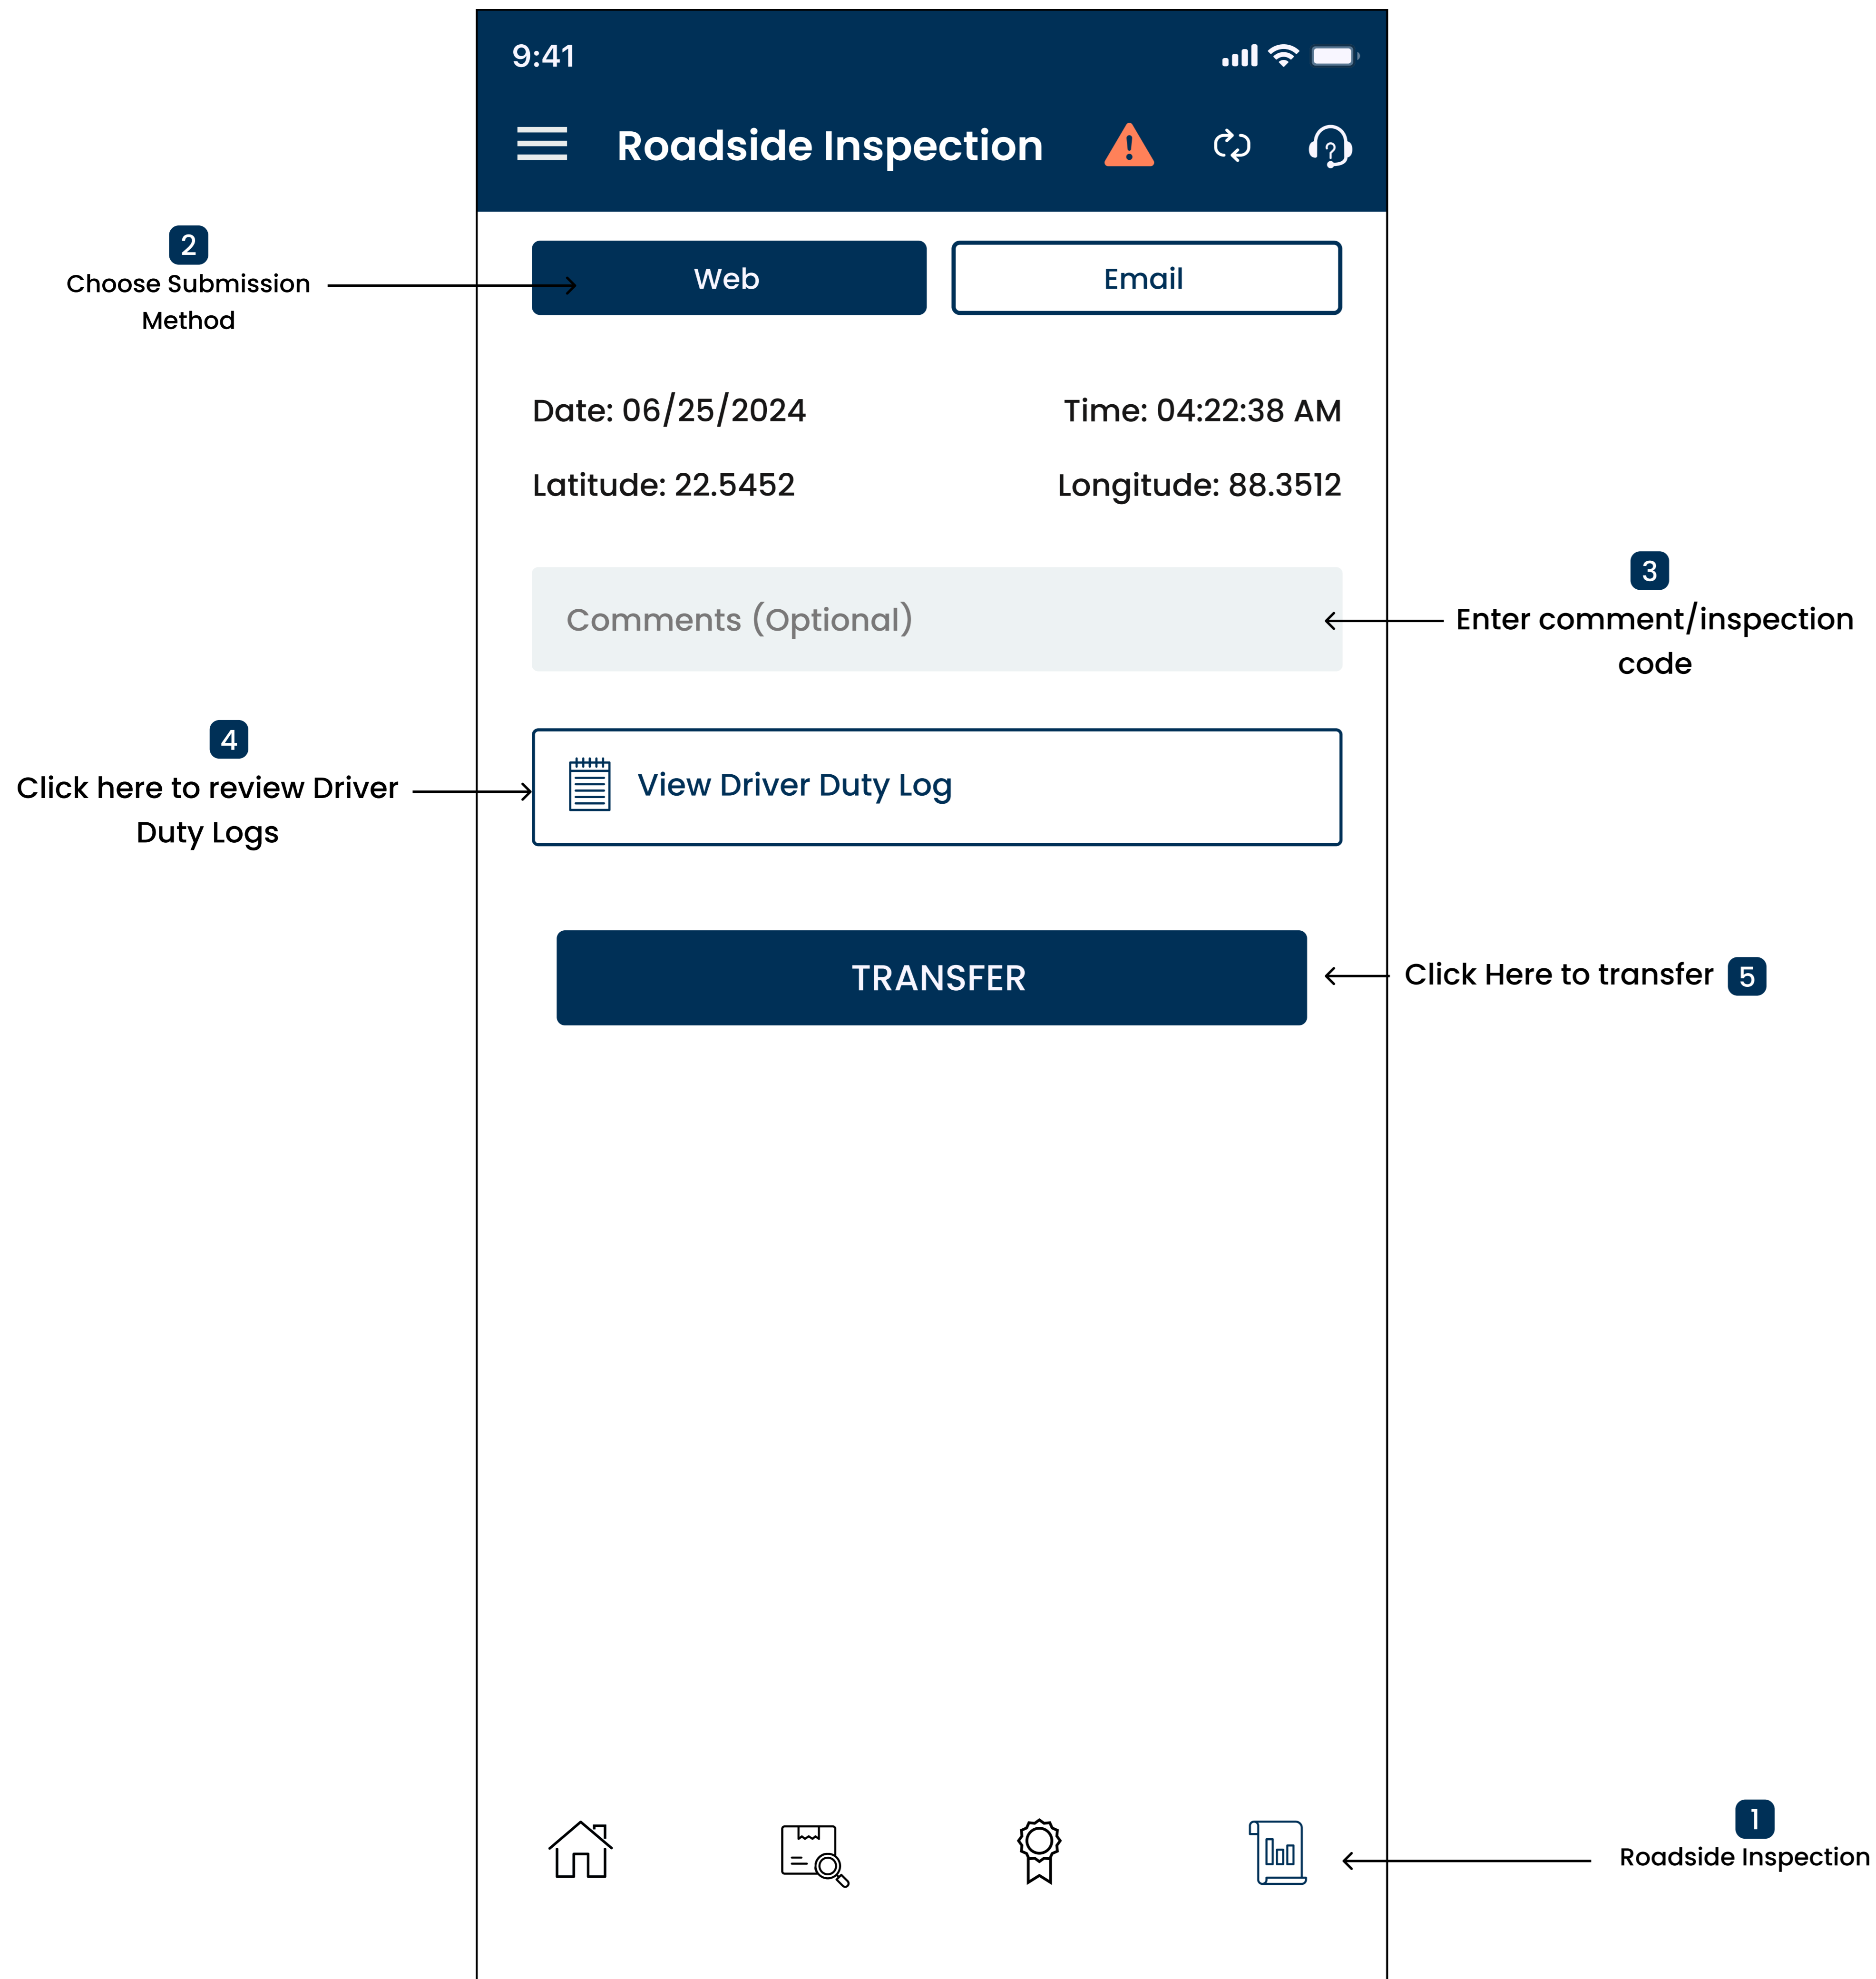 9:41
Roadside Inspection
2
Choose Submission
Method
Web
Email
Date: 06/25/2024
Time: 04:22:38 AM
Latitude: 22.5452
Longitude: 88.3512
3
Enter comment/inspection
code
Comments (Optional)
4
Click here to review Driver
Duty Logs
View Driver Duty Log
TRANSFER
Click Here to transfer 5
1
Roadside Inspection